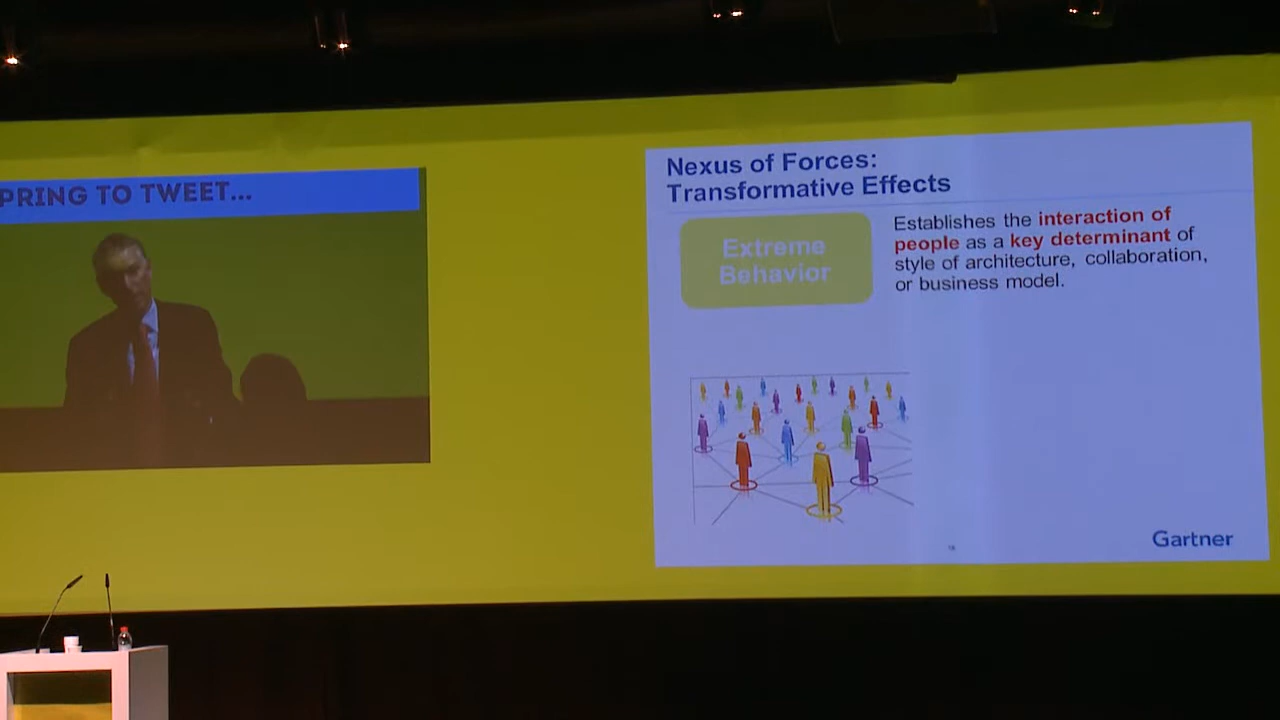 PRING TO TWEET...
Nexus of Forces:
Transformative Effects
Extreme
Behavior
Establishes the interaction of
people as a key determinant of
style of architecture, collaboration,
or business model.
Gartner